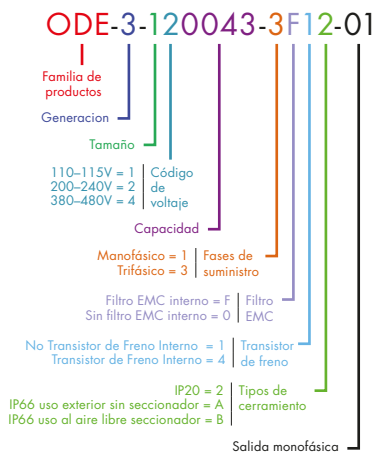 ODE-3-120043-3F12-01
Familia de
productos
Generacion
Tamaño
110–115V = 1
200–240V = 2
380–480V = 4
Código
de
voltaje
Capacidad
Manofásico = 1
Trifásico = 3
Fases de
suministro
Filtro EMC interno = F
Sin filtro EMC interno = 0
Filtro
EMC
No Transistor de Freno Interno = 1
Transistor de Freno Interno = 4
Transistor
de freno
IP20 = 2
IP66 uso exterior sin seccionador = A
IP66 uso al aire libre seccionador = B
Tipos de
cerramiento
Salida monofásica